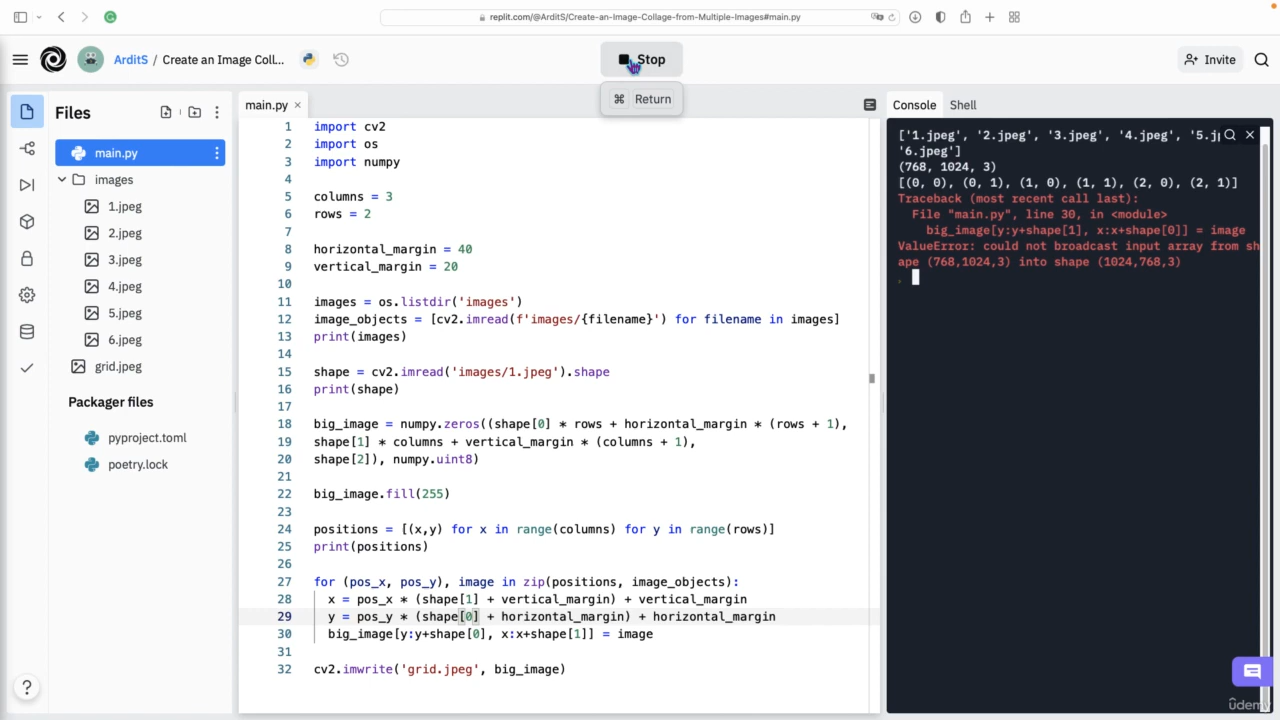 replit.com/@ArditS/Create-an-Image-Collage-from-Multiple-Images#main.py
ArditS / Create an Image Coll...
Stop
Invite
⌘ Return
Files
main.py
images
1.jpeg
2.jpeg
3.jpeg
4.jpeg
5.jpeg
6.jpeg
grid.jpeg
Packager files
pyproject.toml
poetry.lock
?
main.py ×
1 import cv2
2 import os
3 import numpy
4
5 columns = 3
6 rows = 2
7
8 horizontal_margin = 40
9 vertical_margin = 20
10
11 images = os.listdir('images')
12 image_objects = [cv2.imread(f'images/{filename}') for filename in images]
13 print(images)
14
15 shape = cv2.imread('images/1.jpeg').shape
16 print(shape)
17
18 big_image = numpy.zeros((shape[0] * rows + horizontal_margin * (rows + 1),
19 shape[1] * columns + vertical_margin * (columns + 1),
20 shape[2]), numpy.uint8)
21
22 big_image.fill(255)
23
24 positions = [(x,y) for x in range(columns) for y in range(rows)]
25 print(positions)
26
27 for (pos_x, pos_y), image in zip(positions, image_objects):
28 x = pos_x * (shape[1] + vertical_margin) + vertical_margin
29 y = pos_y * (shape[0] + horizontal_margin) + horizontal_margin
30 big_image[y:y+shape[0], x:x+shape[1]] = image
31
32 cv2.imwrite('grid.jpeg', big_image)
Console
Shell
['1.jpeg', '2.jpeg', '3.jpeg', '4.jpeg', '5.j
'6.jpeg']
(768, 1024, 3)
[(0, 0), (0, 1), (1, 0), (1, 1), (2, 0), (2, 1)]
Traceback (most recent call last):
File "main.py", line 30, in <module>
big_image[y:y+shape[1], x:x+shape[0]] = image
ValueError: could not broadcast input array from sh
ape (768,1024,3) into shape (1024,768,3)
ûdemy